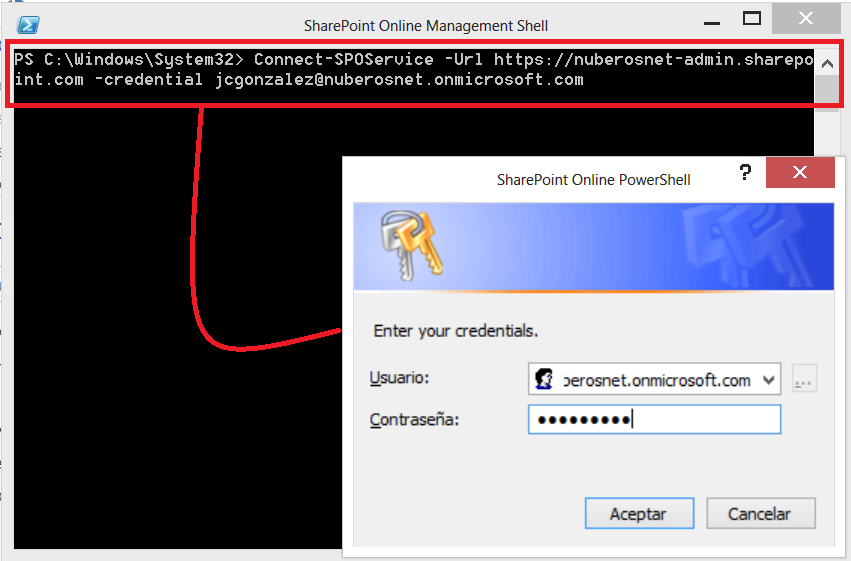 SharePoint Online Management Shell
PS C:\Windows\System32> Connect-SPOService -Url https://nuberosnet-admin.sharepo
int.com -credential jcgonzalez@nuberosnet.onmicrosoft.com
SharePoint Online PowerShell
?
Enter your credentials.
Usuario:
berosnet.onmicrosoft.com
...
Contraseña:
●●●●●●●●●
Aceptar
Cancelar